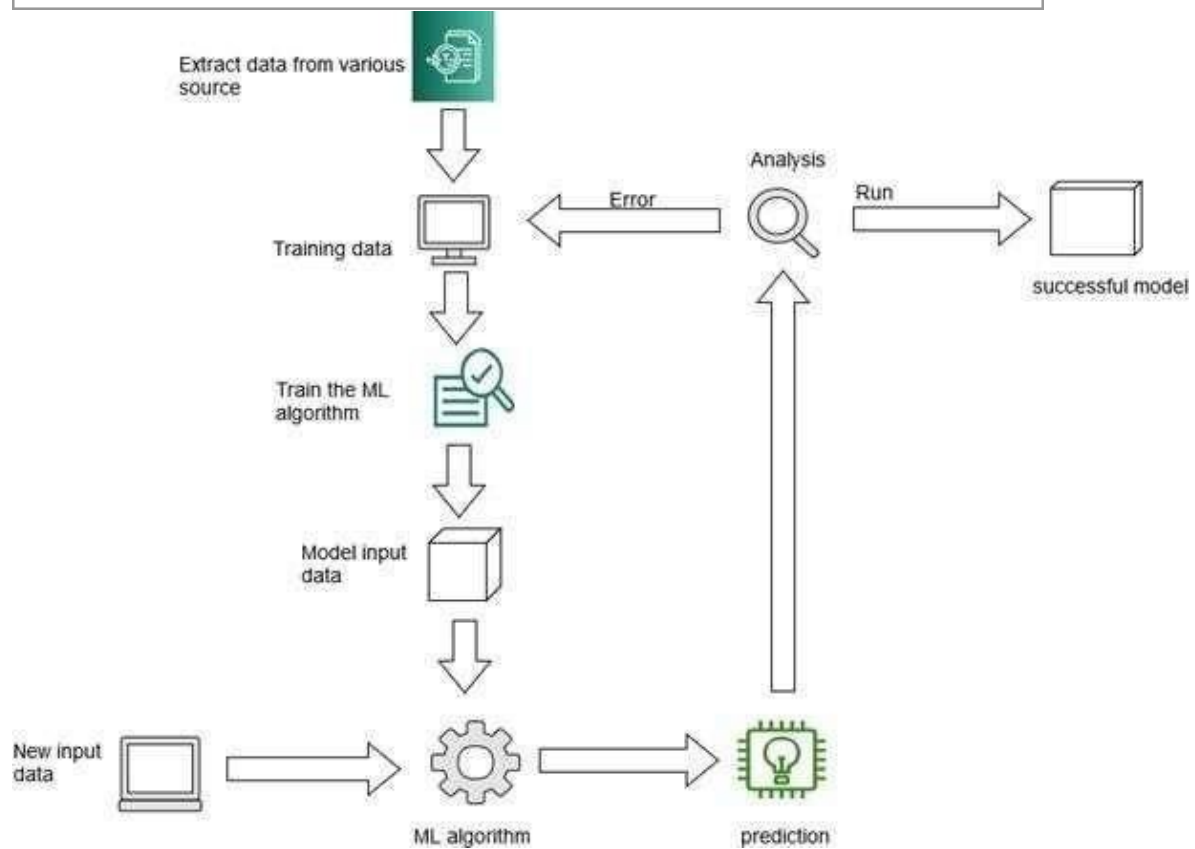 Extract data from various
source
Analysis
Error
Run
Training data
successful model
Train the ML
algorithm
Model input
data
New input
data
ML algorithm
prediction